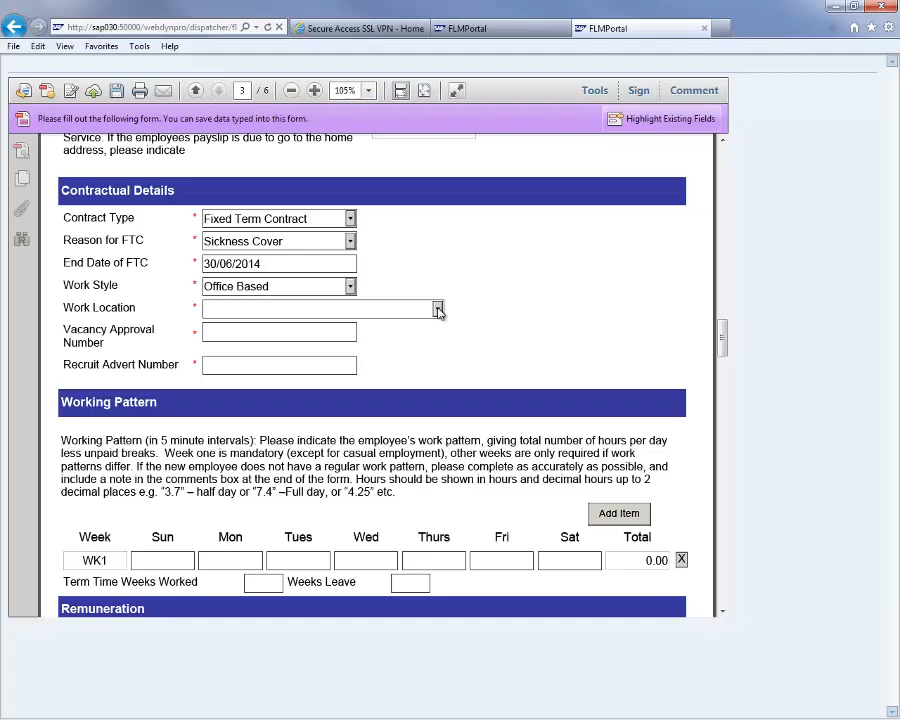 http://sap030:50000/webdynpro/dispatcher/fl
Secure Access SSL VPN - Home
FLMPortal
FLMPortal
File Edit View Favorites Tools Help
3 / 6 105% Tools Sign Comment
Please fill out the following form. You can save data typed into this form. Highlight Existing Fields
Service. If the employees payslip is due to go to the home
address, please indicate
Contractual Details
Contract Type * Fixed Term Contract
Reason for FTC * Sickness Cover
End Date of FTC * 30/06/2014
Work Style * Office Based
Work Location *
Vacancy Approval
Number *
Recruit Advert Number *
Working Pattern
Working Pattern (in 5 minute intervals): Please indicate the employee's work pattern, giving total number of hours per day
less unpaid breaks. Week one is mandatory (except for casual employment), other weeks are only required if work
patterns differ. If the new employee does not have a regular work pattern, please complete as accurately as possible, and
include a note in the comments box at the end of the form. Hours should be shown in hours and decimal hours up to 2
decimal places e.g. "3.7" – half day or "7.4" –Full day, or "4.25" etc.
Add Item
Week Sun Mon Tues Wed Thurs Fri Sat Total
WK1 0.00 X
Term Time Weeks Worked Weeks Leave
Remuneration